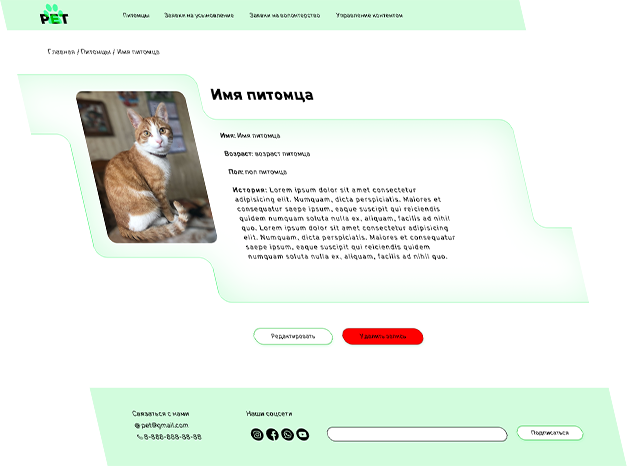 PET
Питомцы Заявки на усыновление Заявки на волонтерство Управление контентом
Главная / Питомцы / Имя питомца
Имя питомца
Имя: Имя питомца
Возраст: возраст питомца
Пол: пол питомца
История: Lorem ipsum dolor sit amet consectetur
adipisicing elit. Numquam, dicta perspiciatis. Maiores et
consequatur saepe ipsum, eaque suscipit qui reiciendis
quidem numquam soluta nulla ex, aliquam, facilis ad nihil
quo. Lorem ipsum dolor sit amet consectetur adipisicing
elit. Numquam, dicta perspiciatis. Maiores et consequatur
saepe ipsum, eaque suscipit qui reiciendis quidem
numquam soluta nulla ex, aliquam, facilis ad nihil quo.
Редактировать Удалить запись
Связаться с нами Наши соцсети
@ pet@gmail.com
8-888-888-88-88
Подписаться